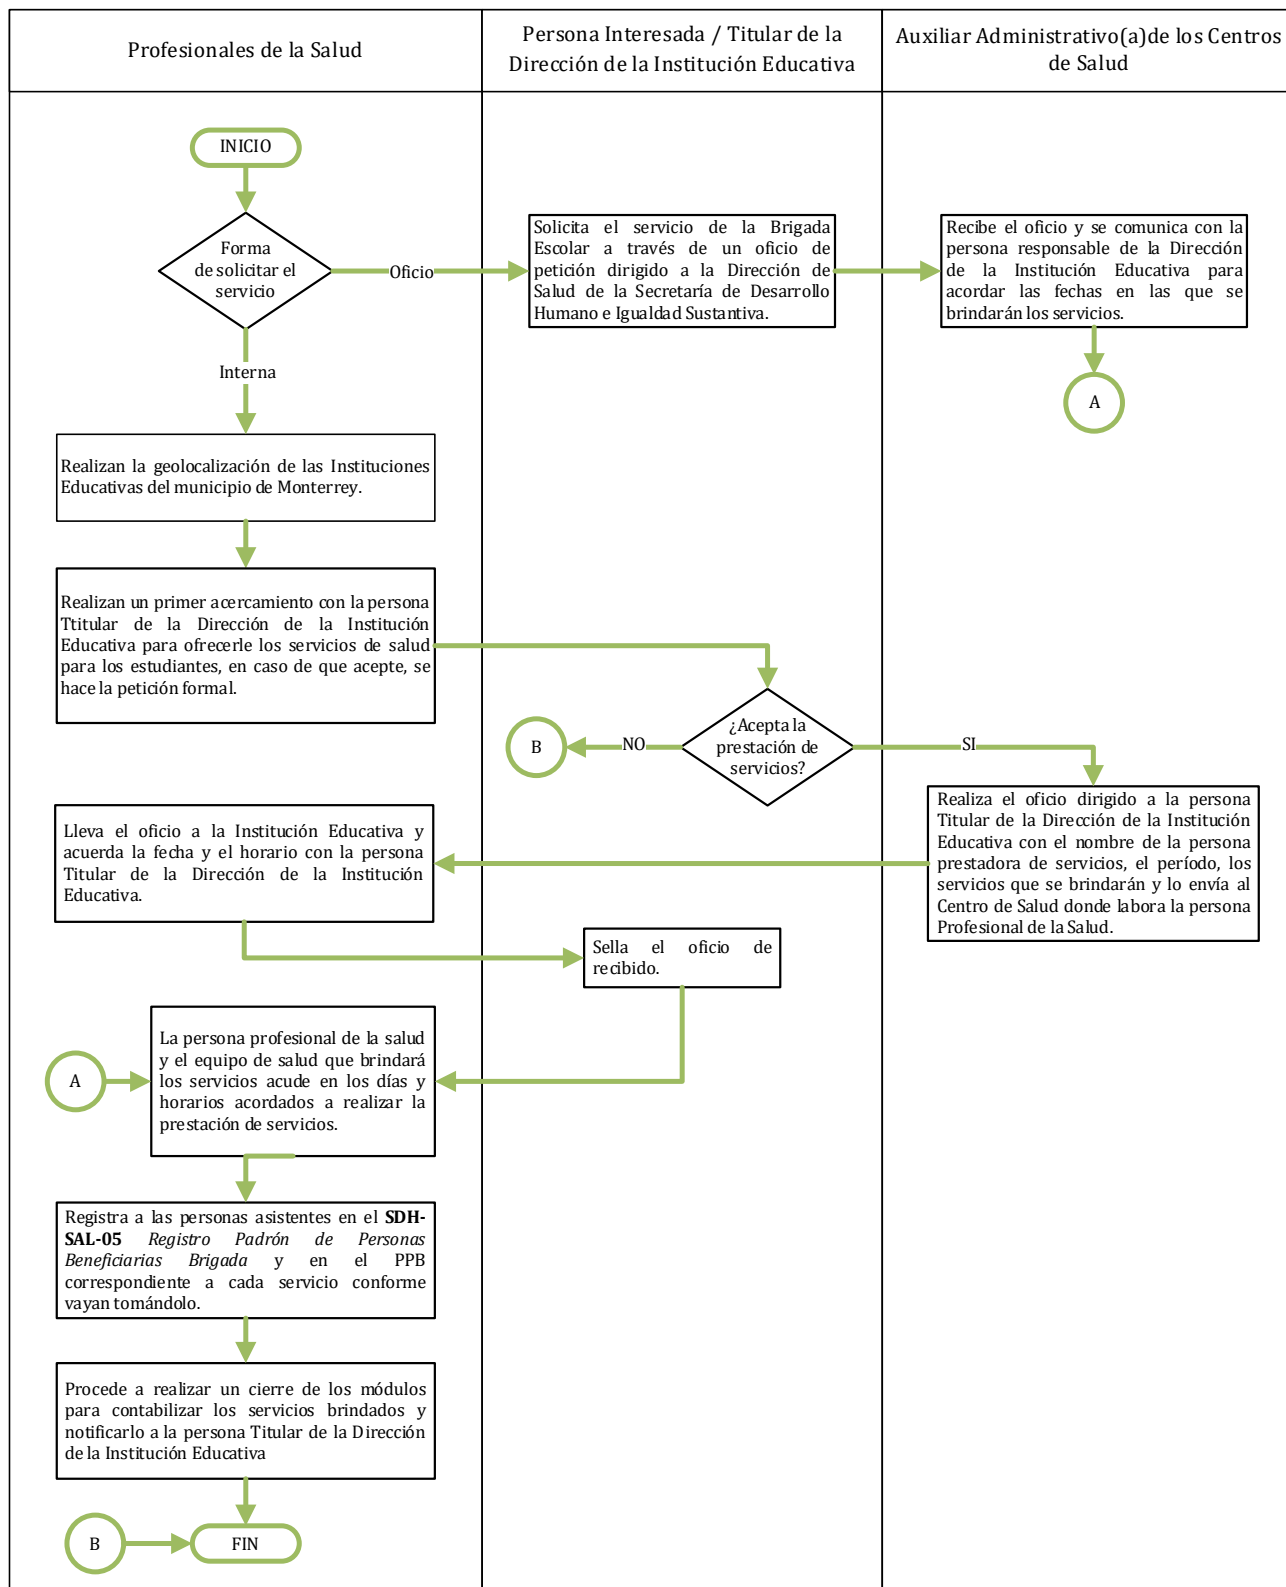 Profesionales de la Salud
Persona Interesada / Titular de la
Dirección de la Institución Educativa
Auxiliar Administrativo(a)de los Centros
de Salud
INICIO
Forma
de solicitar el
servicio
Oficio
Solicita el servicio de la Brigada
Escolar a través de un oficio de
petición dirigido a la Dirección de
Salud de la Secretaría de Desarrollo
Humano e Igualdad Sustantiva.
Recibe el oficio y se comunica con la
persona responsable de la Dirección
de la Institución Educativa para
acordar las fechas en las que se
brindarán los servicios.
Interna
A
Realizan la geolocalización de las Instituciones
Educativas del municipio de Monterrey.
Realizan un primer acercamiento con la persona
Ttitular de la Dirección de la Institución
Educativa para ofrecerle los servicios de salud
para los estudiantes, en caso de que acepte, se
hace la petición formal.
¿Acepta la
prestación de
servicios?
NO
B
SI
Realiza el oficio dirigido a la persona
Titular de la Dirección de la Institución
Educativa con el nombre de la persona
prestadora de servicios, el período, los
servicios que se brindarán y lo envía al
Centro de Salud donde labora la persona
Profesional de la Salud.
Lleva el oficio a la Institución Educativa y
acuerda la fecha y el horario con la persona
Titular de la Dirección de la Institución
Educativa.
Sella el oficio de
recibido.
A
La persona profesional de la salud
y el equipo de salud que brindará
los servicios acude en los días y
horarios acordados a realizar la
prestación de servicios.
Registra a las personas asistentes en el SDH-
SAL-05 Registro Padrón de Personas
Beneficiarias Brigada y en el PPB
correspondiente a cada servicio conforme
vayan tomándolo.
Procede a realizar un cierre de los módulos
para contabilizar los servicios brindados y
notificarlo a la persona Titular de la Dirección
de la Institución Educativa
B
FIN